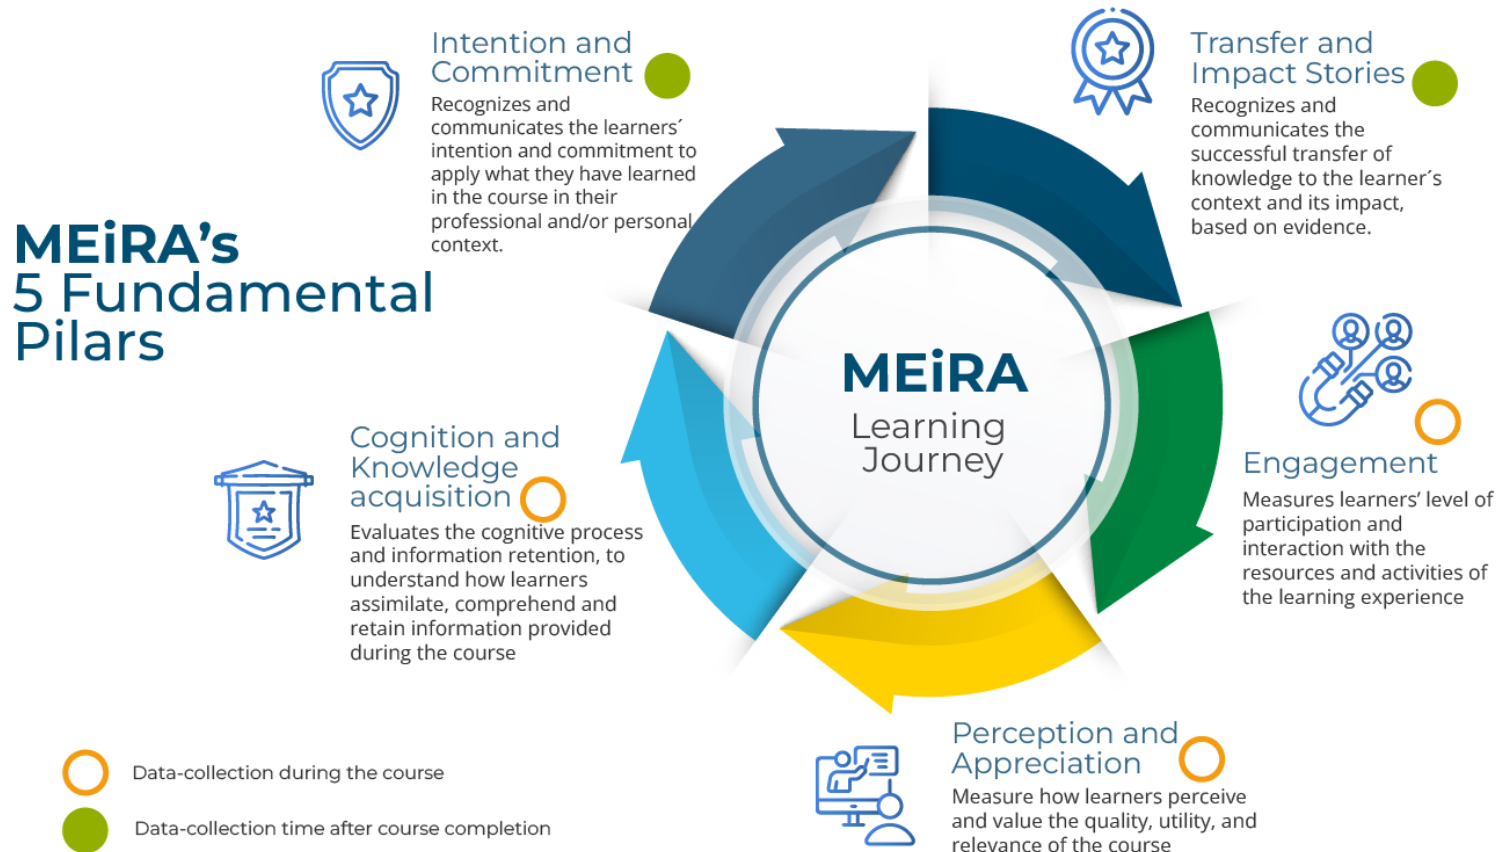 MEiRA’s
5 Fundamental
Pilars
Intention and
Commitment
Recognizes and
communicates the learners´
intention and commitment to
apply what they have learned
in the course in their
professional and/or personal
context.
Transfer and
Impact Stories
Recognizes and
communicates the
successful transfer of
knowledge to the learner´s
context and its impact,
based on evidence.
MEiRA
Learning
Journey
Engagement
Measures learners’ level of
participation and
interaction with the
resources and activities of
the learning experience
Cognition and
Knowledge
acquisition
Evaluates the cognitive process
and information retention, to
understand how learners
assimilate, comprehend and
retain information provided
during the course
Perception and
Appreciation
Measure how learners perceive
and value the quality, utility, and
relevance of the course
Data-collection during the course
Data-collection time after course completion